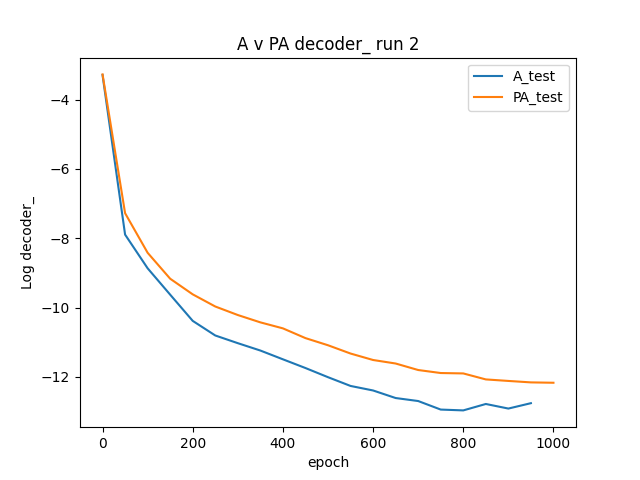 A v PA decoder_ run 2
A_test
PA_test
Log decoder_
−4
−6
−8
−10
−12
0
200
400
600
800
1000
epoch